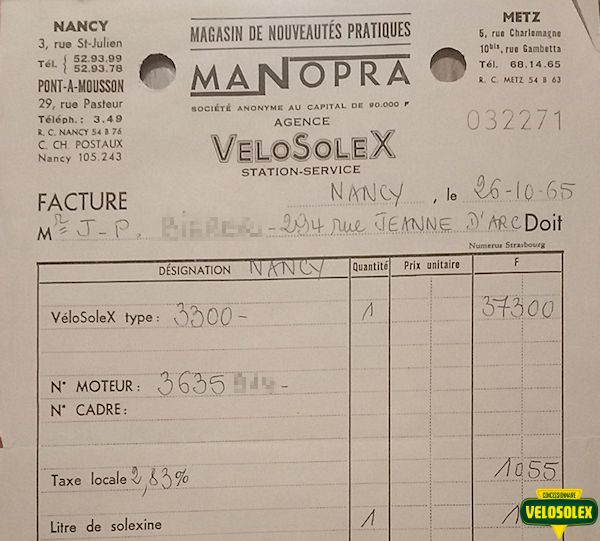 NANCY
3, rue St-Julien
Tél. { 52.93.99
52.93.78
PONT-A-MOUSSON
29, rue Pasteur
Téléph. : 3.49
R. C. NANCY 54 B 76
C. CH. POSTAUX
Nancy 105.243
MAGASIN DE NOUVEAUTÉS PRATIQUES
MANOPRA
SOCIÉTÉ ANONYME AU CAPITAL DE 90.000 F
AGENCE
VELOSOLEX
STATION-SERVICE
METZ
5, rue Charlemagne
10bis, rue Gambetta
Tél. 68.14.65
R. C. METZ 54 B 63
032271
NANCY, le 26-10-65
FACTURE
Mr J-P. - 294 rue JEANNE D'ARC Doit
Numerus Strasbourg
DÉSIGNATION NANCY Quantité Prix unitaire F
VéloSoleX type : 3300- 1 37300
N° MOTEUR : 3635 -
N° CADRE :
Taxe locale 2,83% 1055
Litre de solexine 1 1
CONCESSIONNAIRE
VELOSOLEX